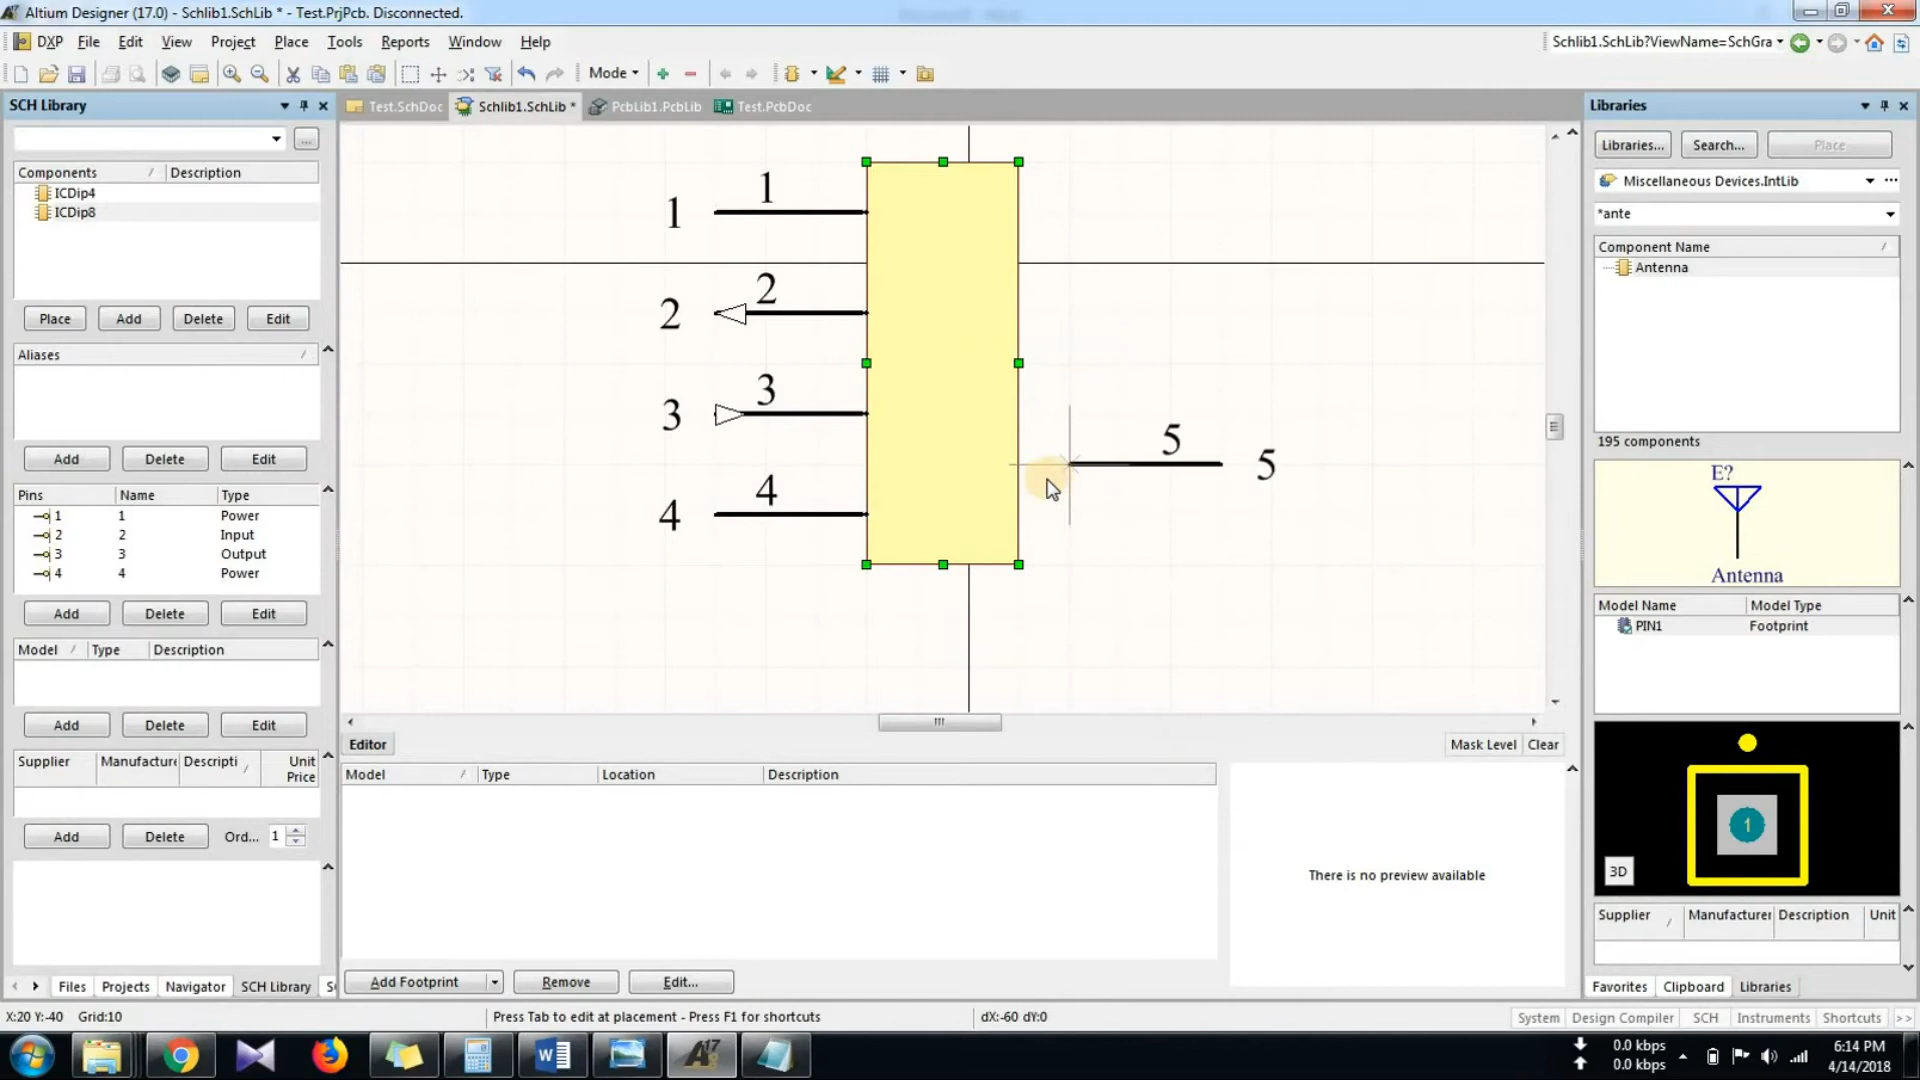 Altium Designer (17.0) - Schlib1.SchLib * - Test.PrjPcb. Disconnected.
DXP File Edit View Project Place Tools Reports Window Help
Schlib1.SchLib?ViewName=SchGra
Mode
SCH Library
Test.SchDoc Schlib1.SchLib * PcbLib1.PcbLib Test.PcbDoc
Libraries
...
Components / Description
ICDip4
ICDip8
Place Add Delete Edit
Aliases /
Add Delete Edit
Pins Name Type
1 1 Power
2 2 Input
3 3 Output
4 4 Power
Add Delete Edit
Model / Type Description
Add Delete Edit
Supplier Manufacture Descripti / Unit Price
Add Delete Ord... 1
Files Projects Navigator SCH Library
1 1
2 2
3 3
4 4
5 5
Editor
Mask Level Clear
Model / Type Location Description
There is no preview available
Add Footprint Remove Edit...
Libraries... Search... Place
Miscellaneous Devices.IntLib ...
*ante
Component Name /
Antenna
195 components
E?
Antenna
Model Name Model Type
PIN1 Footprint
1
3D
Supplier / Manufacturer Description Unit
Favorites Clipboard Libraries
X:20 Y:-40 Grid:10
Press Tab to edit at placement - Press F1 for shortcuts
dX:-60 dY:0
System Design Compiler SCH Instruments Shortcuts >>
0.0 kbps
0.0 kbps
6:14 PM
4/14/2018